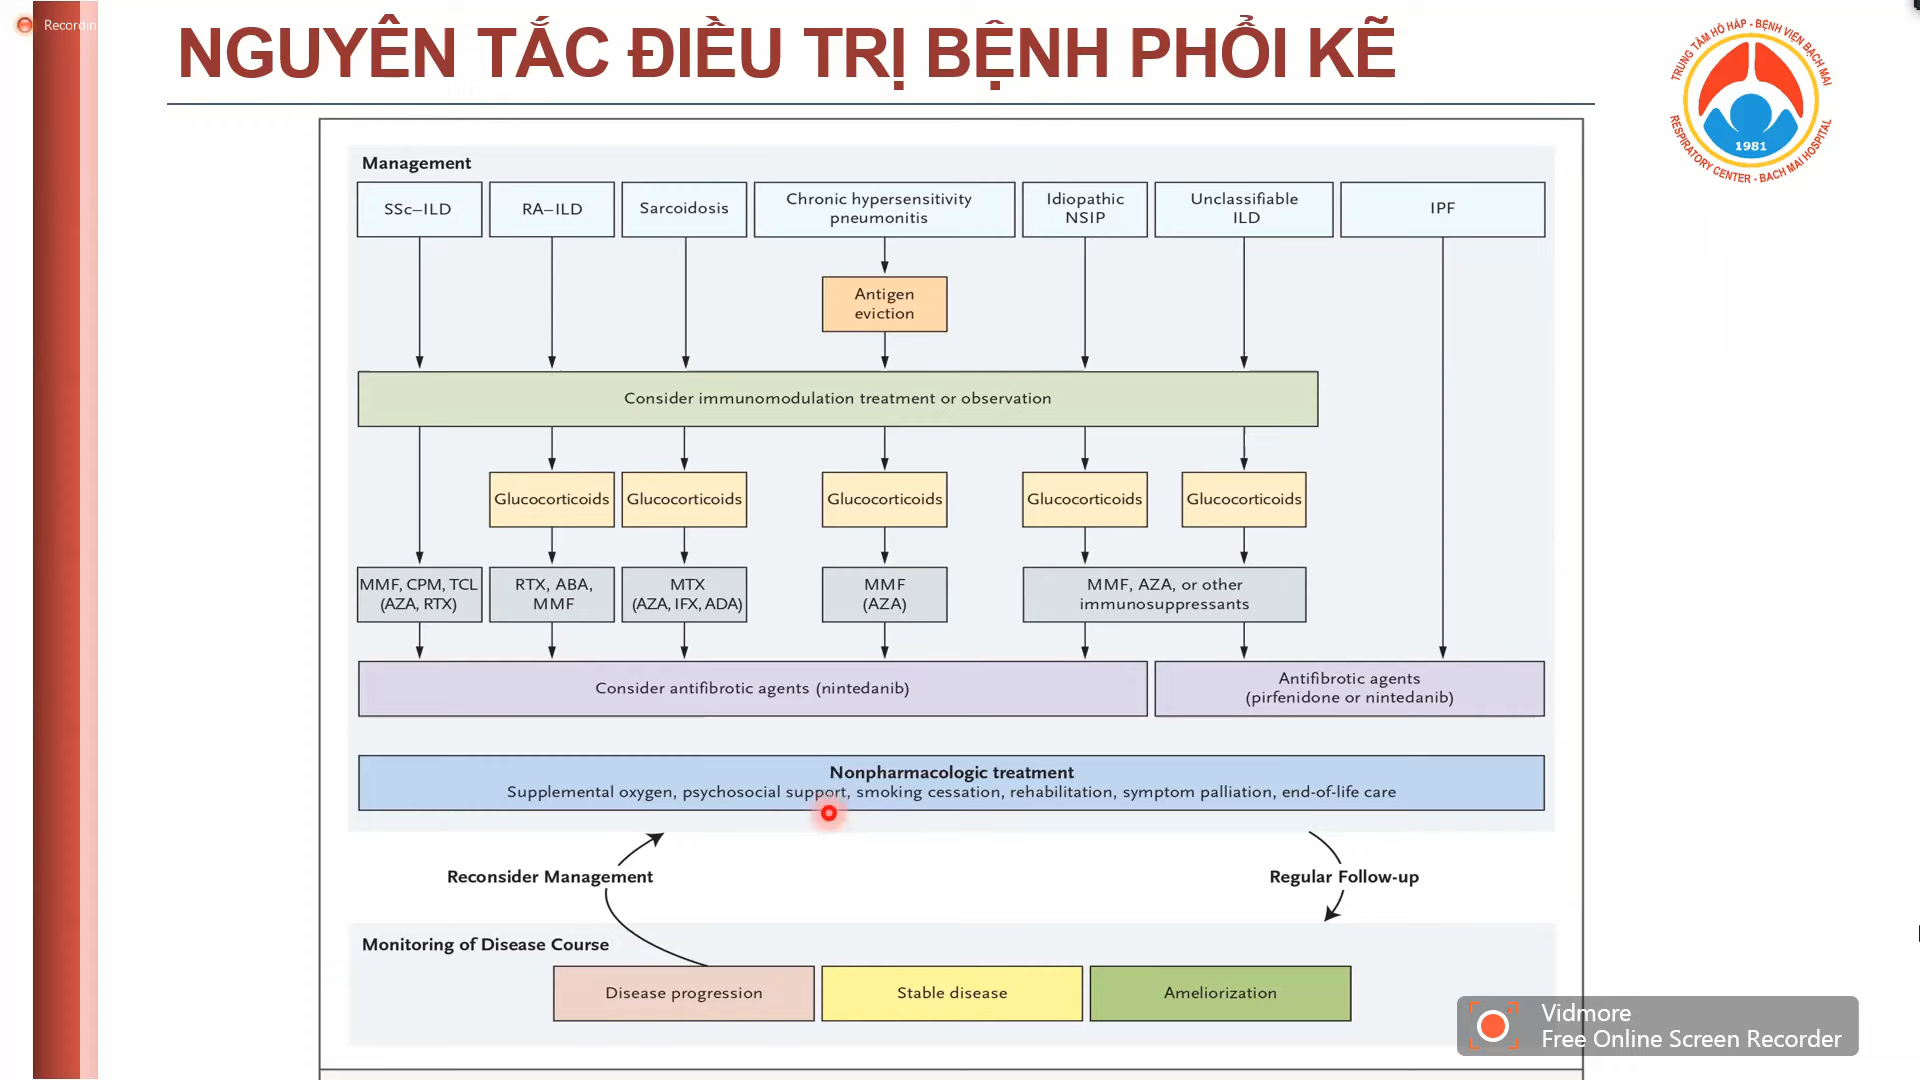 Recordin
NGUYÊN TẮC ĐIỀU TRỊ BỆNH PHỔI KẼ
TRUNG TÂM HÔ HẤP - BỆNH VIỆN BẠCH MAI
1981
RESPIRATORY CENTER - BACH MAI HOSPITAL
Management
SSc–ILD
RA–ILD
Sarcoidosis
Chronic hypersensitivity
pneumonitis
Idiopathic
NSIP
Unclassifiable
ILD
IPF
Antigen
eviction
Consider immunomodulation treatment or observation
Glucocorticoids
Glucocorticoids
Glucocorticoids
Glucocorticoids
Glucocorticoids
MMF, CPM, TCL
(AZA, RTX)
RTX, ABA,
MMF
MTX
(AZA, IFX, ADA)
MMF
(AZA)
MMF, AZA, or other
immunosuppressants
Consider antifibrotic agents (nintedanib)
Antifibrotic agents
(pirfenidone or nintedanib)
Nonpharmacologic treatment
Supplemental oxygen, psychosocial support, smoking cessation, rehabilitation, symptom palliation, end-of-life care
Reconsider Management
Regular Follow-up
Monitoring of Disease Course
Disease progression
Stable disease
Ameliorization
Vidmore
Free Online Screen Recorder